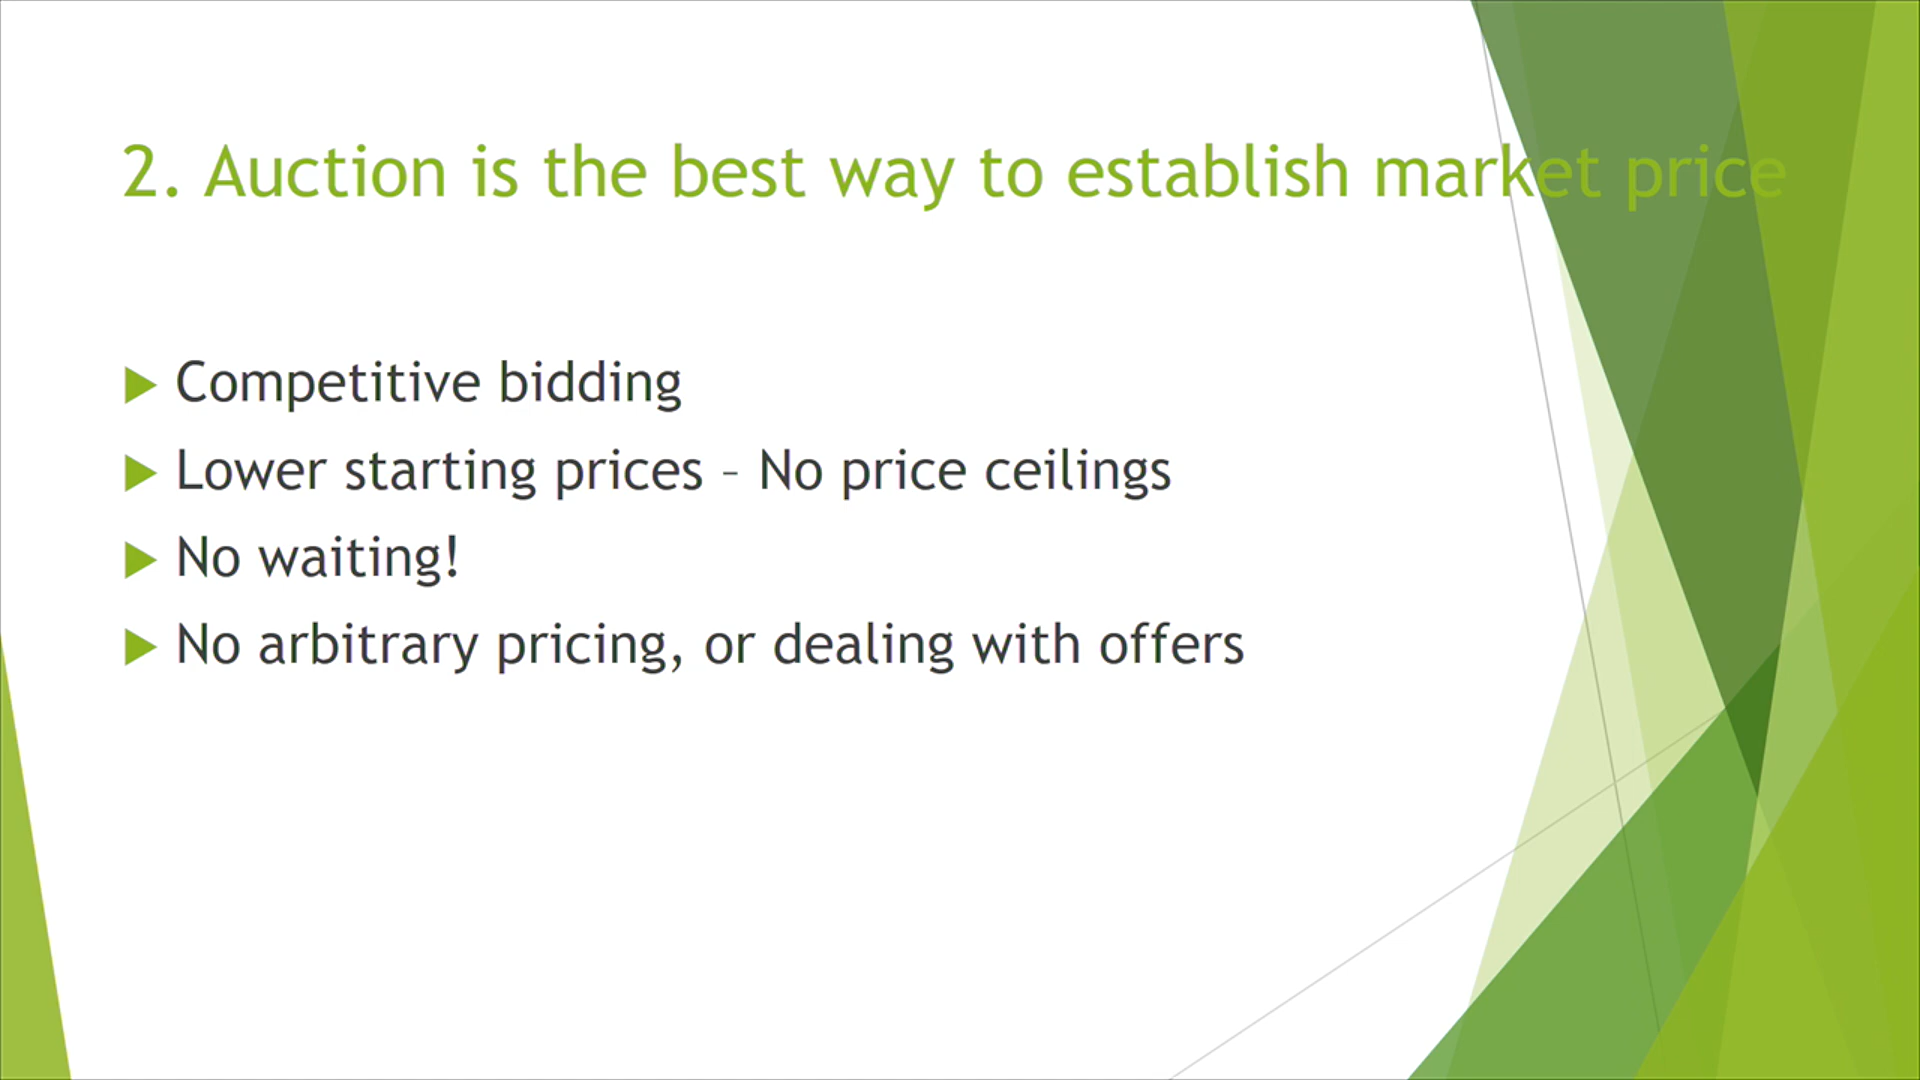 2. Auction is the best way to establish market price
Competitive bidding
Lower starting prices – No price ceilings
No waiting!
No arbitrary pricing, or dealing with offers